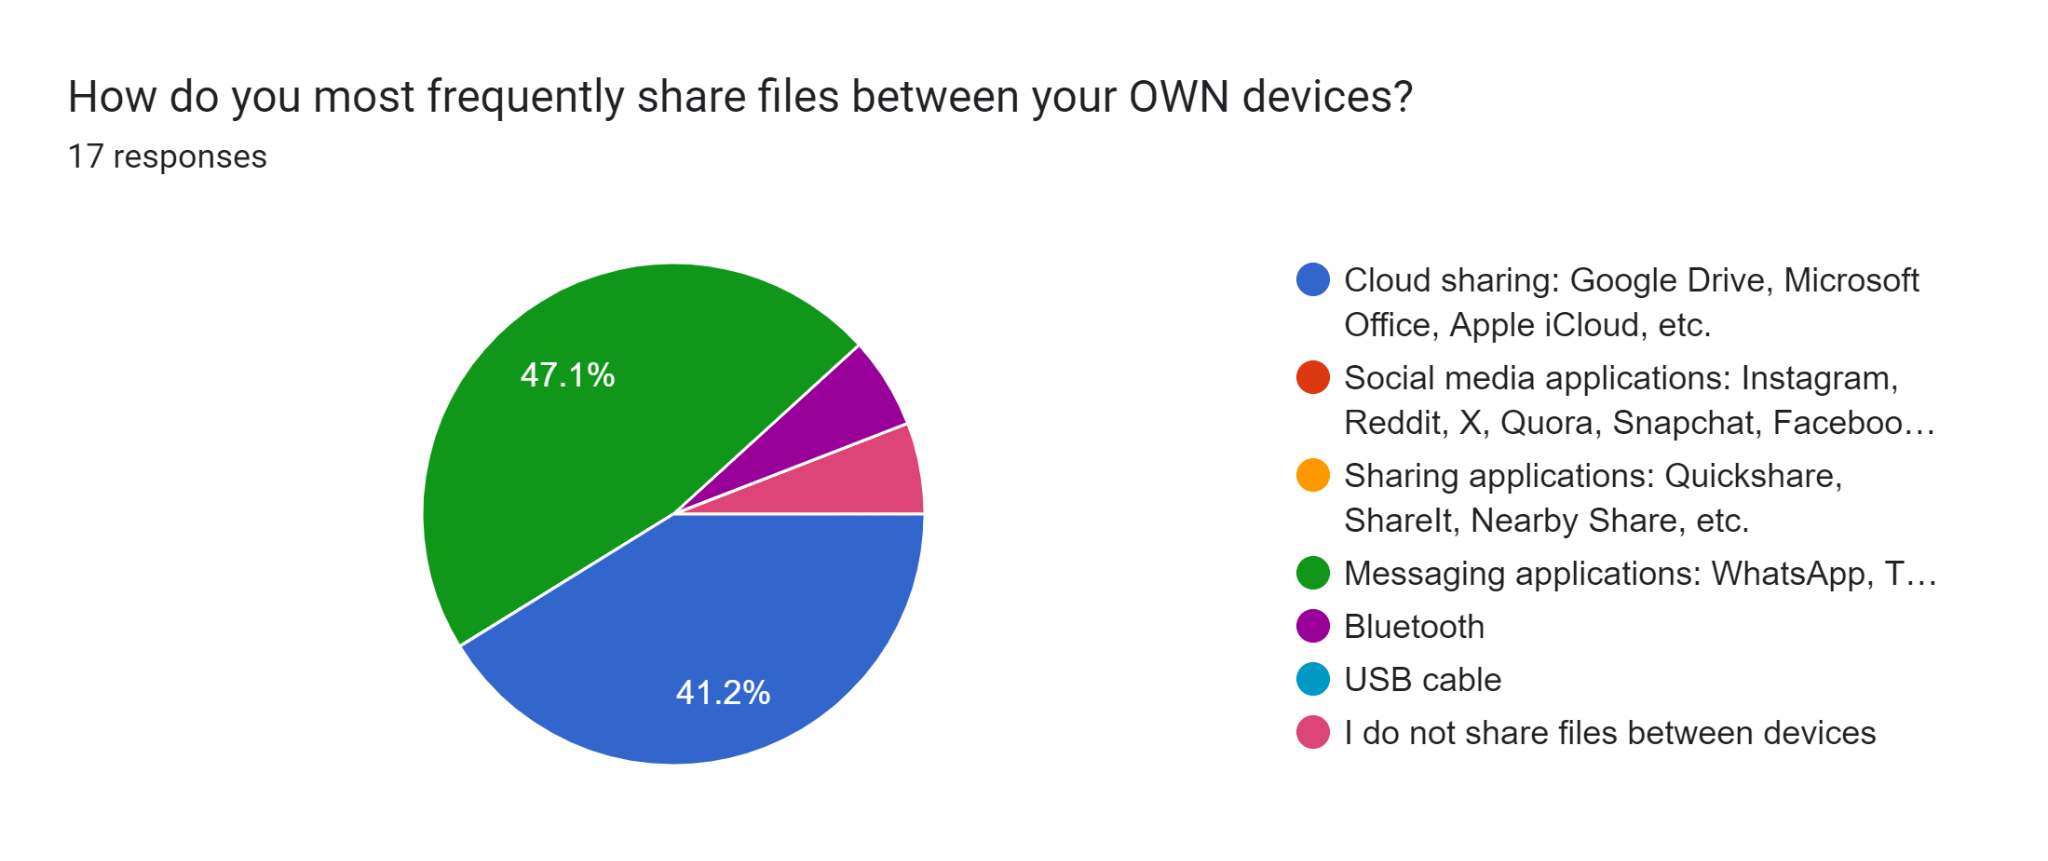 How do you most frequently share files between your OWN devices?
17 responses
47.1%
41.2%
Cloud sharing: Google Drive, Microsoft
Office, Apple iCloud, etc.
Social media applications: Instagram,
Reddit, X, Quora, Snapchat, Faceboo…
Sharing applications: Quickshare,
ShareIt, Nearby Share, etc.
Messaging applications: WhatsApp, T…
Bluetooth
USB cable
I do not share files between devices